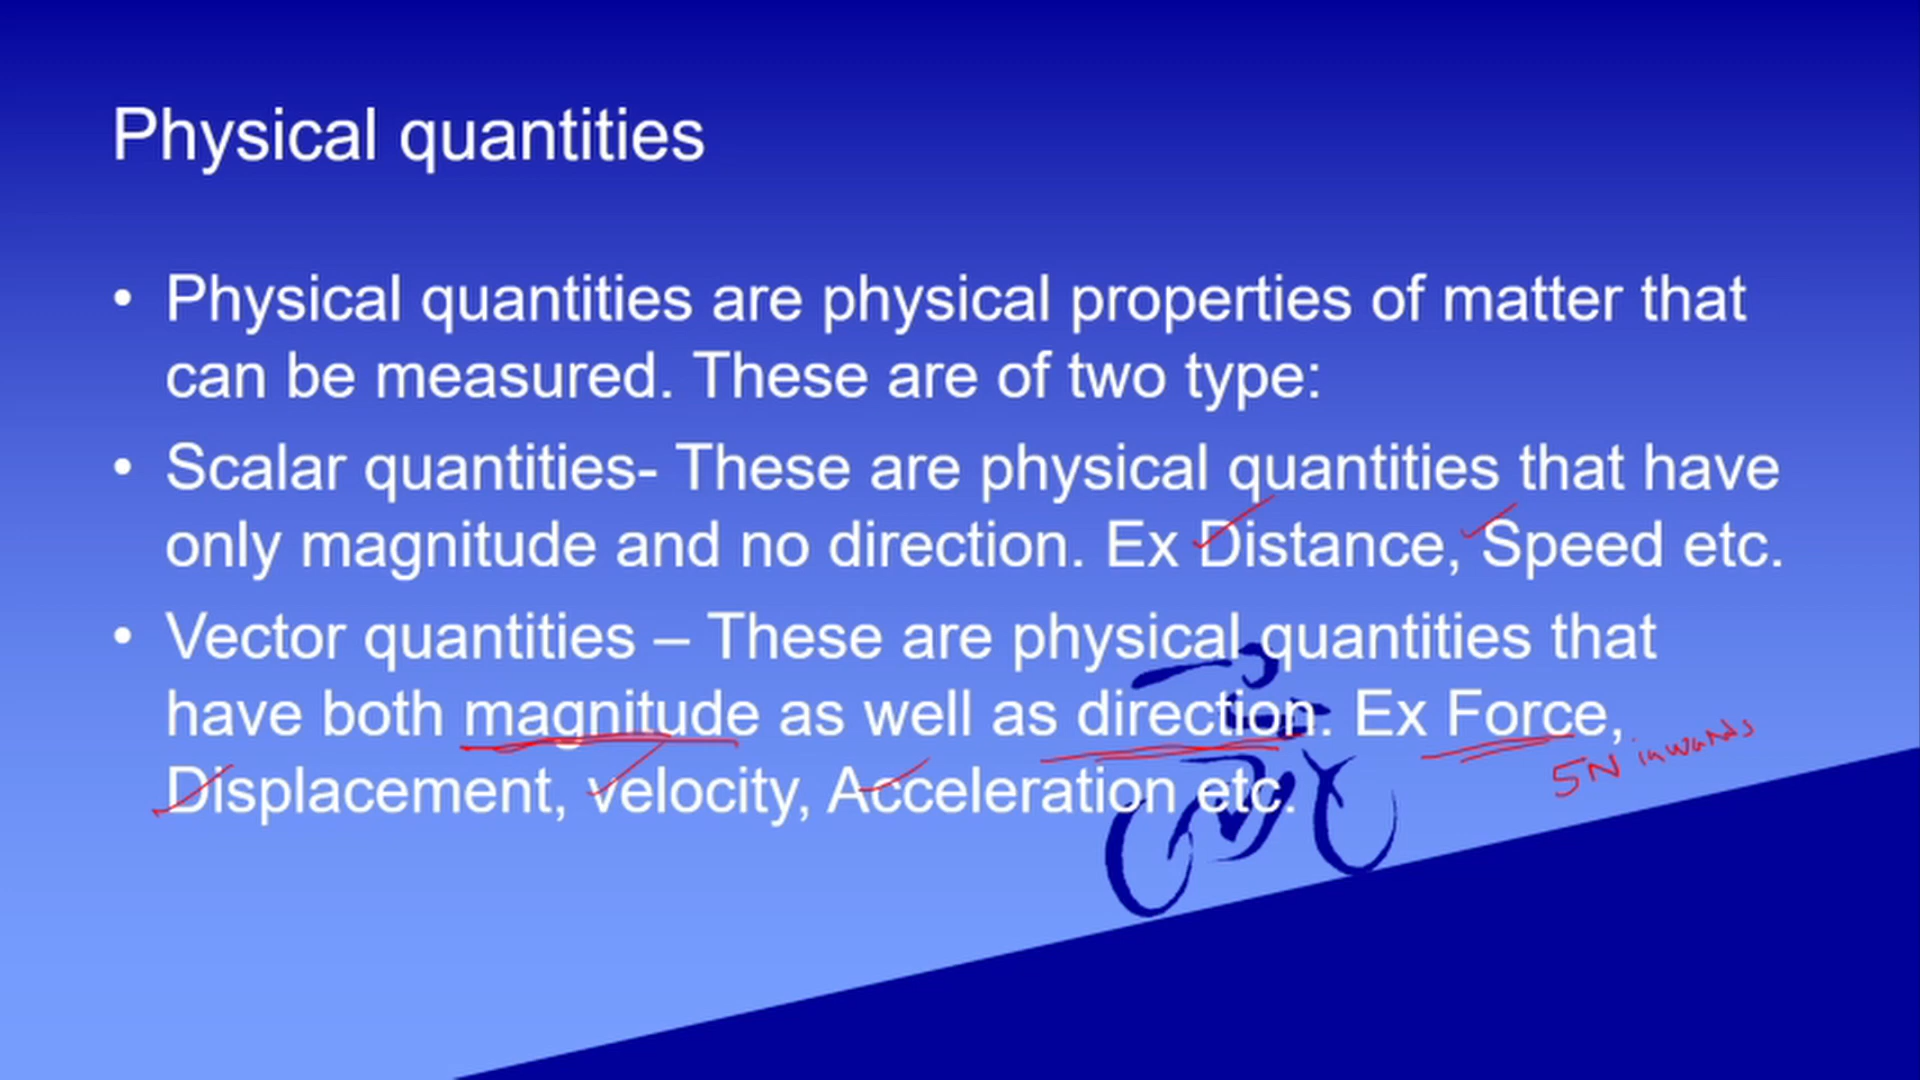 Physical quantities
• Physical quantities are physical properties of matter that
can be measured. These are of two type:
• Scalar quantities- These are physical quantities that have
only magnitude and no direction. Ex Distance, Speed etc.
• Vector quantities – These are physical quantities that
have both magnitude as well as direction. Ex Force,
5N inwards
Displacement, velocity, Acceleration etc.